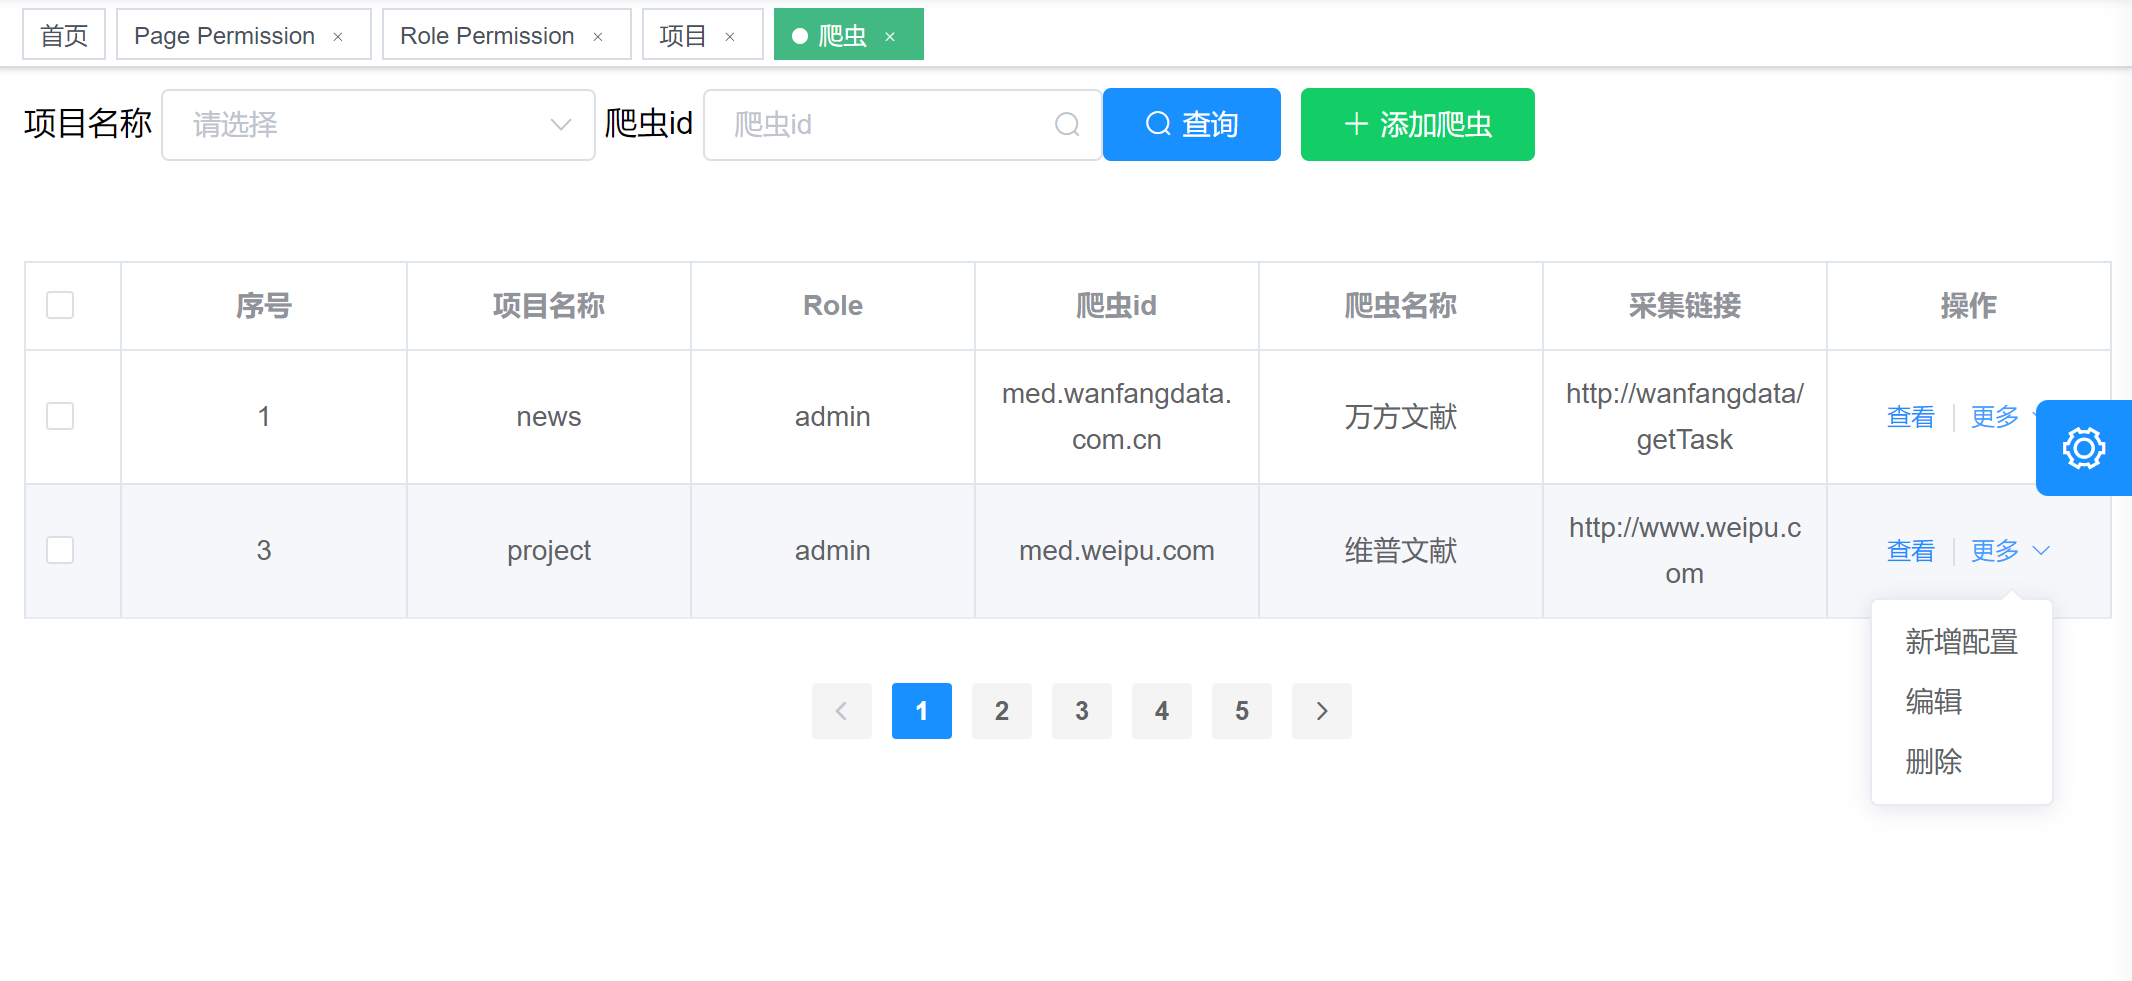 首页 Page Permission × Role Permission × 项目 × 爬虫 ×
项目名称 请选择 爬虫id 爬虫id 查询 + 添加爬虫
序号 项目名称 Role 爬虫id 爬虫名称 采集链接 操作
1 news admin med.wanfangdata.com.cn 万方文献 http://wanfangdata/getTask 查看 更多
3 project admin med.weipu.com 维普文献 http://www.weipu.com 查看 更多
新增配置
编辑
删除
1 2 3 4 5